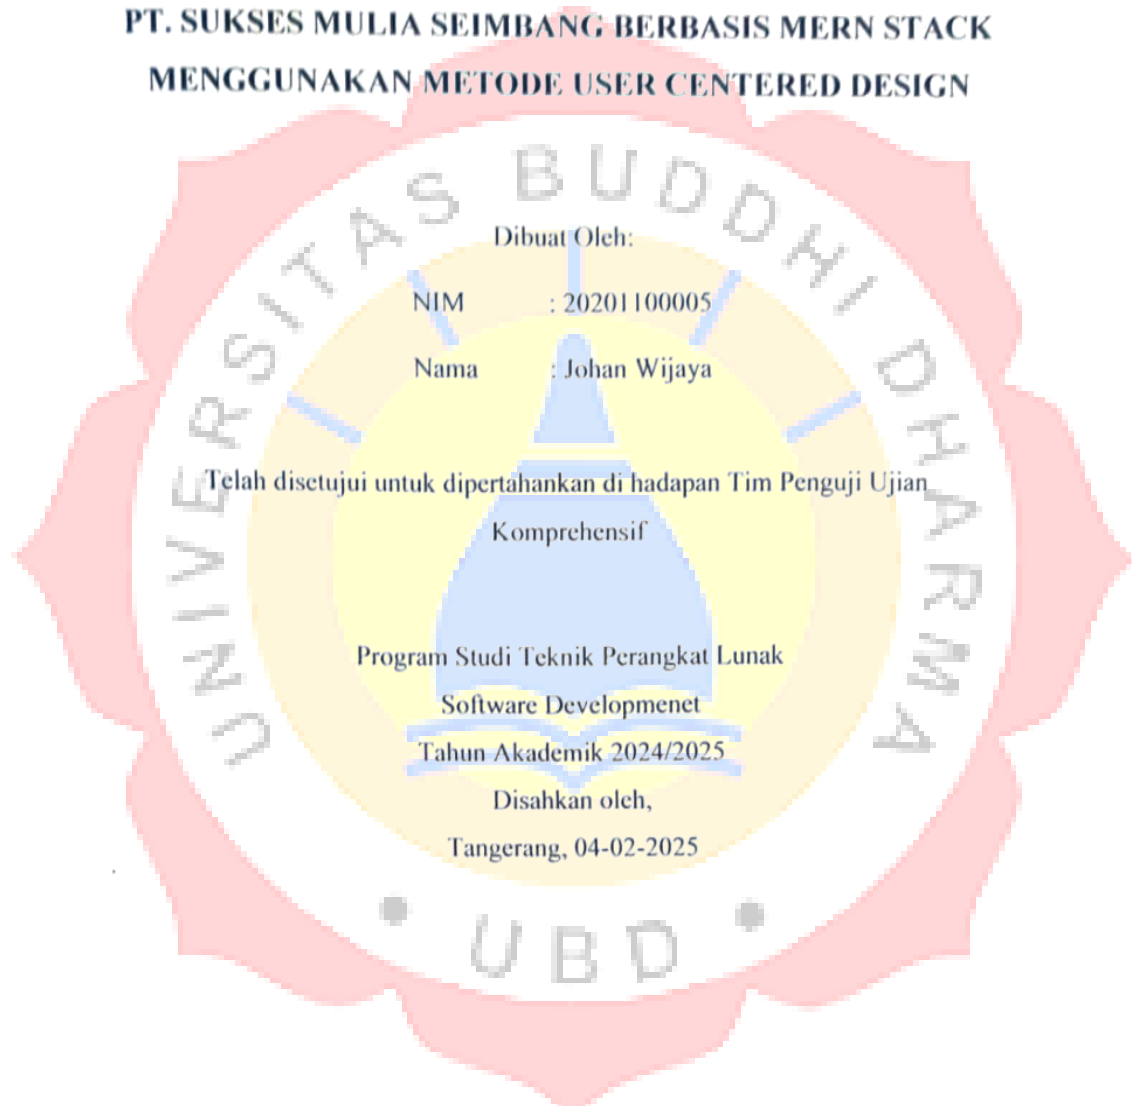 PT. SUKSES MULIA SEIMBANG BERBASIS MERN STACK
MENGGUNAKAN METODE USER CENTERED DESIGN
UNIVERSITAS BUDDHI DHARMA
Dibuat Oleh:
NIM : 20201100005
Nama : Johan Wijaya
Telah disetujui untuk dipertahankan di hadapan Tim Penguji Ujian
Komprehensif
Program Studi Teknik Perangkat Lunak
Software Developmenet
Tahun Akademik 2024/2025
Disahkan oleh,
Tangerang, 04-02-2025
• UBD •